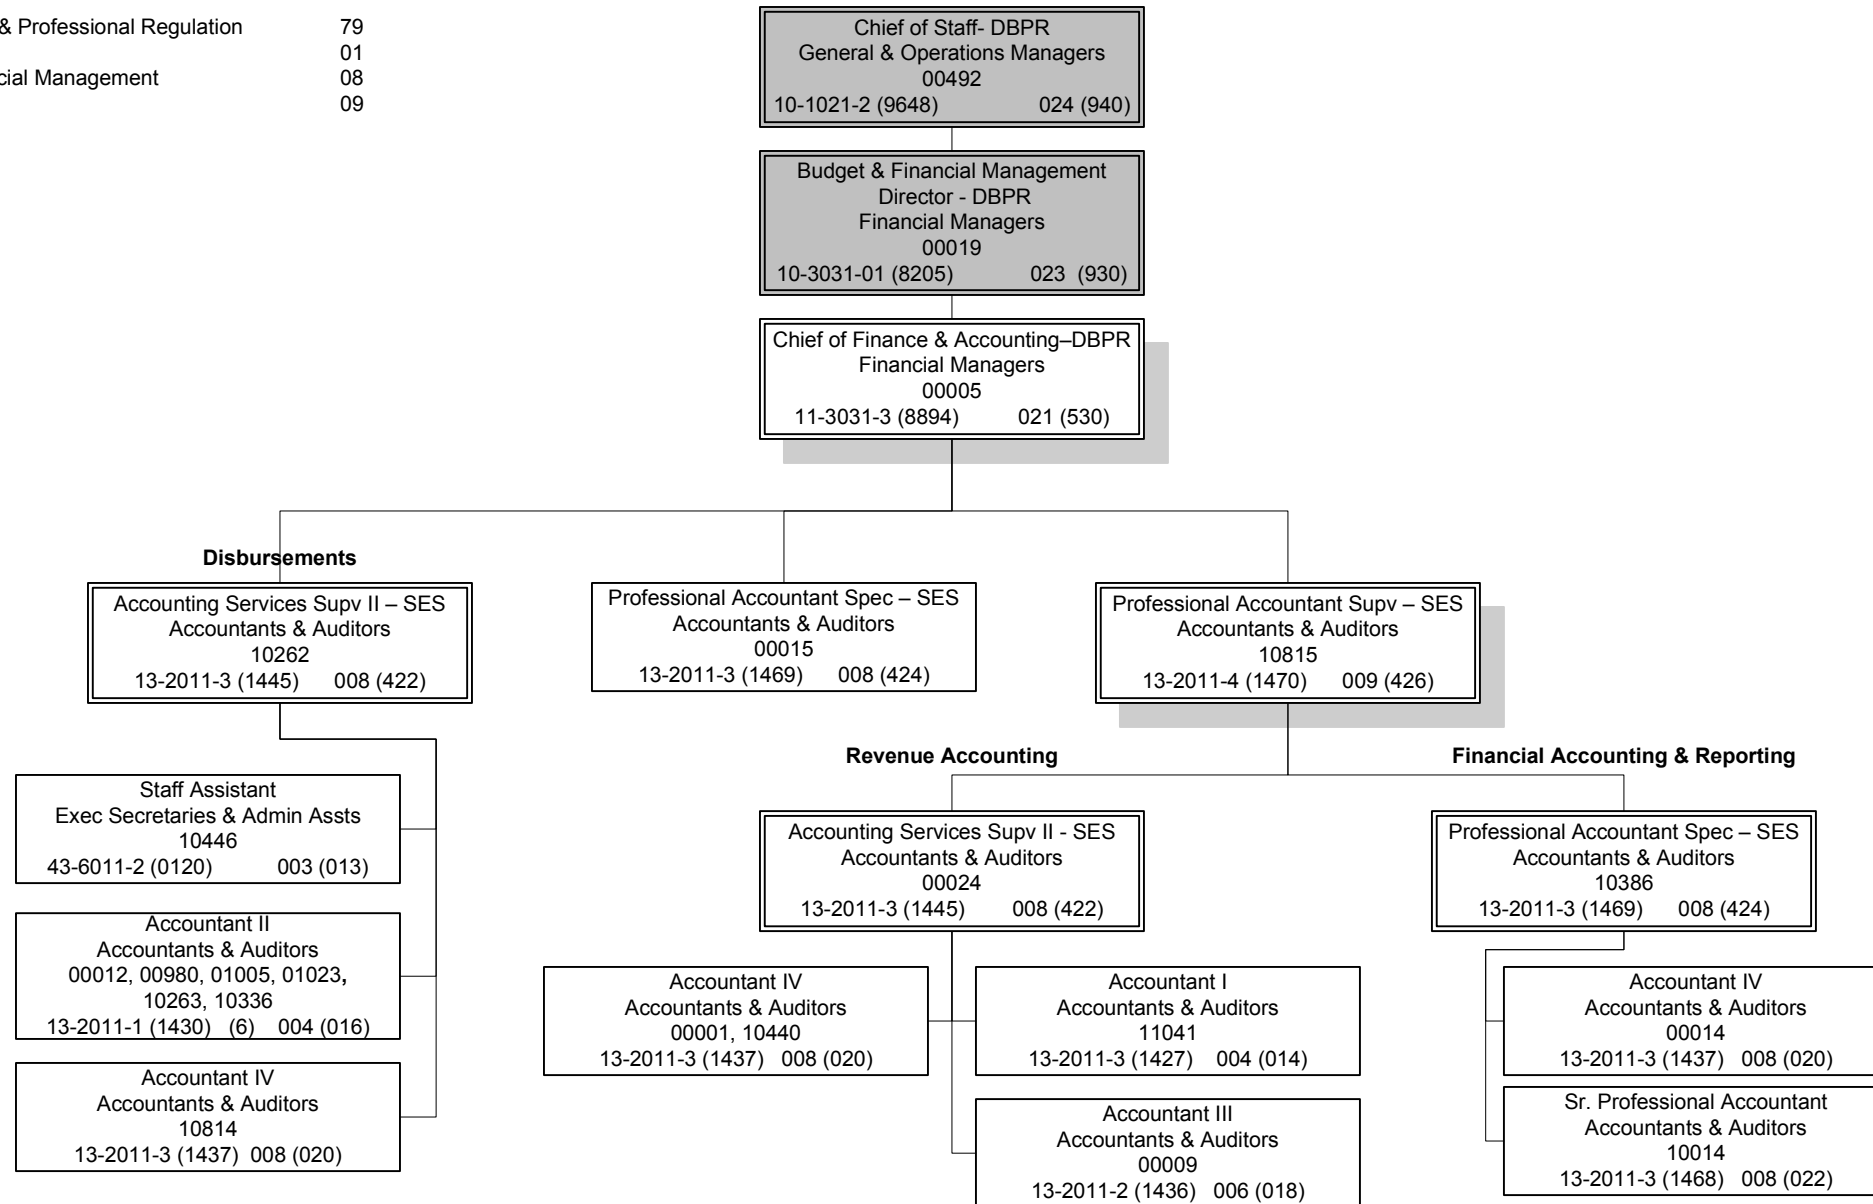 & Professional Regulation 79
01
cial Management 08
09
Chief of Staff- DBPR
General & Operations Managers
00492
10-1021-2 (9648) 024 (940)
Budget & Financial Management
Director - DBPR
Financial Managers
00019
10-3031-01 (8205) 023 (930)
Chief of Finance & Accounting–DBPR
Financial Managers
00005
11-3031-3 (8894) 021 (530)
Disbursements
Accounting Services Supv II – SES
Accountants & Auditors
10262
13-2011-3 (1445) 008 (422)
Professional Accountant Spec – SES
Accountants & Auditors
00015
13-2011-3 (1469) 008 (424)
Professional Accountant Supv – SES
Accountants & Auditors
10815
13-2011-4 (1470) 009 (426)
Staff Assistant
Exec Secretaries & Admin Assts
10446
43-6011-2 (0120) 003 (013)
Accountant II
Accountants & Auditors
00012, 00980, 01005, 01023,
10263, 10336
13-2011-1 (1430) (6) 004 (016)
Accountant IV
Accountants & Auditors
10814
13-2011-3 (1437) 008 (020)
Revenue Accounting
Accounting Services Supv II - SES
Accountants & Auditors
00024
13-2011-3 (1445) 008 (422)
Accountant IV
Accountants & Auditors
00001, 10440
13-2011-3 (1437) 008 (020)
Accountant I
Accountants & Auditors
11041
13-2011-3 (1427) 004 (014)
Accountant III
Accountants & Auditors
00009
13-2011-2 (1436) 006 (018)
Financial Accounting & Reporting
Professional Accountant Spec – SES
Accountants & Auditors
10386
13-2011-3 (1469) 008 (424)
Accountant IV
Accountants & Auditors
00014
13-2011-3 (1437) 008 (020)
Sr. Professional Accountant
Accountants & Auditors
10014
13-2011-3 (1468) 008 (022)